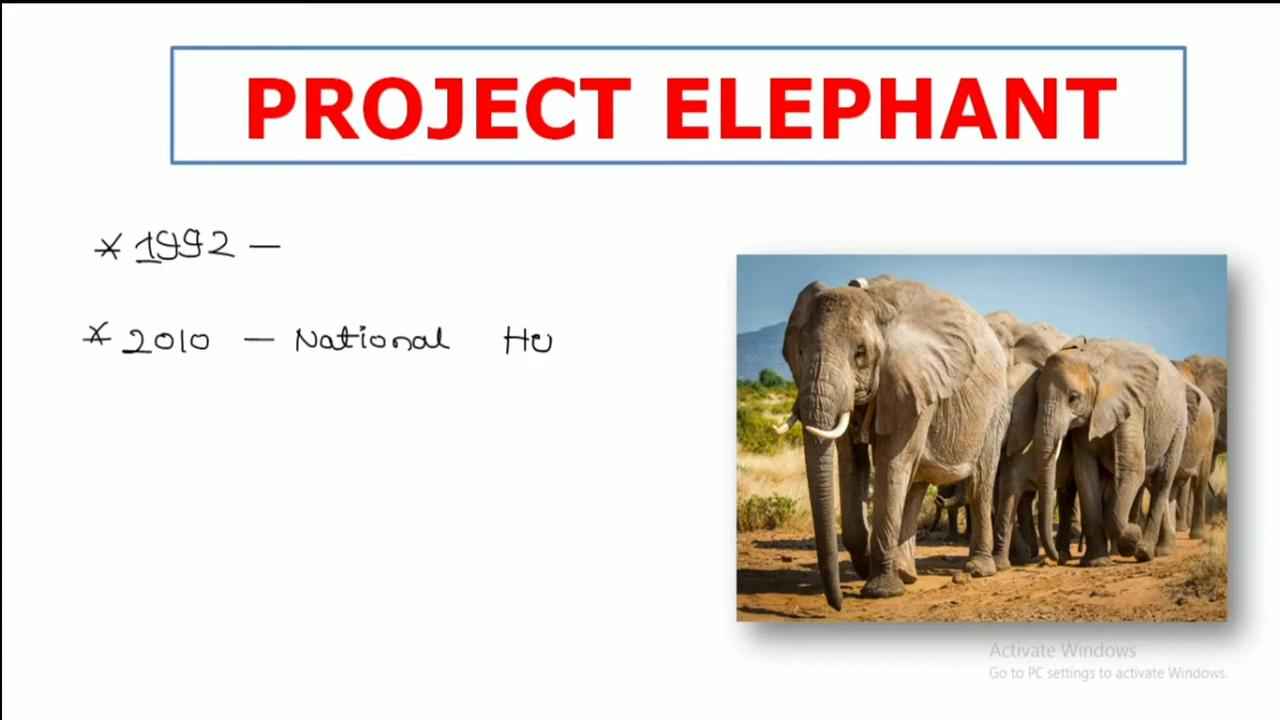 PROJECT ELEPHANT
* 1992 —
* 2010 — National He
Activate Windows
Go to PC settings to activate Windows.